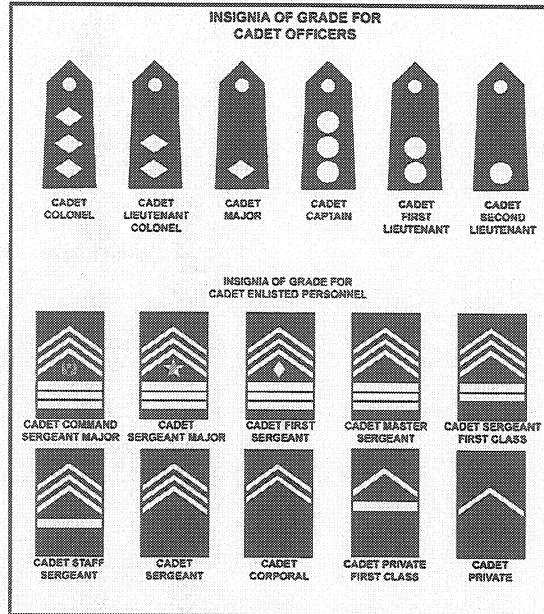 INSIGNIA OF GRADE FOR
CADET OFFICERS
CADET
COLONEL
CADET
LIEUTENANT
COLONEL
CADET
MAJOR
CADET
CAPTAIN
CADET
FIRST
LIEUTENANT
CADET
SECOND
LIEUTENANT
INSIGNIA OF GRADE FOR
CADET ENLISTED PERSONNEL
CADET COMMAND
SERGEANT MAJOR
CADET
SERGEANT MAJOR
CADET FIRST
SERGEANT
CADET MASTER
SERGEANT
CADET SERGEANT
FIRST CLASS
CADET STAFF
SERGEANT
CADET
SERGEANT
CADET
CORPORAL
CADET PRIVATE
FIRST CLASS
CADET
PRIVATE